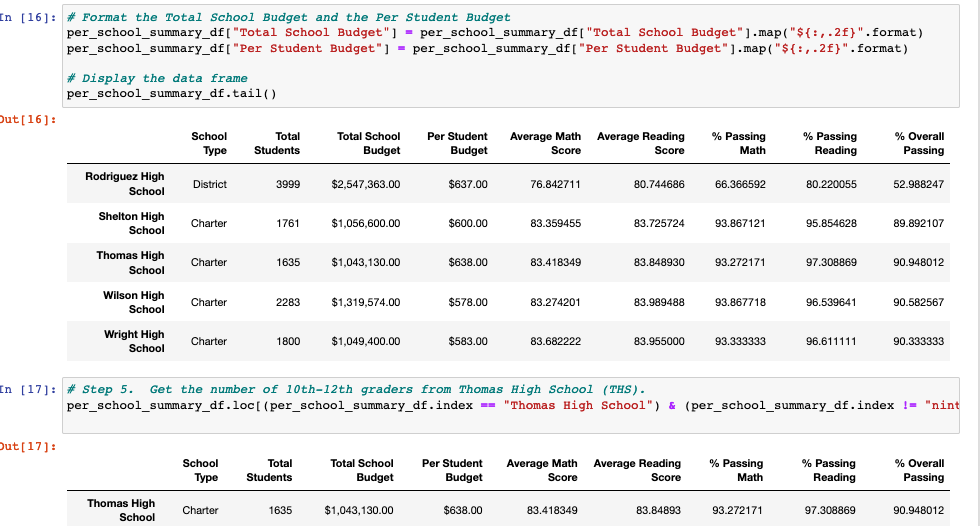 In [16]: # Format the Total School Budget and the Per Student Budget
per_school_summary_df["Total School Budget"] = per_school_summary_df["Total School Budget"].map("${:,.2f}".format)
per_school_summary_df["Per Student Budget"] = per_school_summary_df["Per Student Budget"].map("${:,.2f}".format)
# Display the data frame
per_school_summary_df.tail()
Out[16]:
School Type Total Students Total School Budget Per Student Budget Average Math Score Average Reading Score % Passing Math % Passing Reading % Overall Passing
Rodriguez High School District 3999 $2,547,363.00 $637.00 76.842711 80.744686 66.366592 80.220055 52.988247
Shelton High School Charter 1761 $1,056,600.00 $600.00 83.359455 83.725724 93.867121 95.854628 89.892107
Thomas High School Charter 1635 $1,043,130.00 $638.00 83.418349 83.848930 93.272171 97.308869 90.948012
Wilson High School Charter 2283 $1,319,574.00 $578.00 83.274201 83.989488 93.867718 96.539641 90.582567
Wright High School Charter 1800 $1,049,400.00 $583.00 83.682222 83.955000 93.333333 96.611111 90.333333
In [17]: # Step 5.  Get the number of 10th-12th graders from Thomas High School (THS).
per_school_summary_df.loc[(per_school_summary_df.index == "Thomas High School") & (per_school_summary_df.index != "nint
Out[17]:
School Type Total Students Total School Budget Per Student Budget Average Math Score Average Reading Score % Passing Math % Passing Reading % Overall Passing
Thomas High School Charter 1635 $1,043,130.00 $638.00 83.418349 83.84893 93.272171 97.308869 90.948012